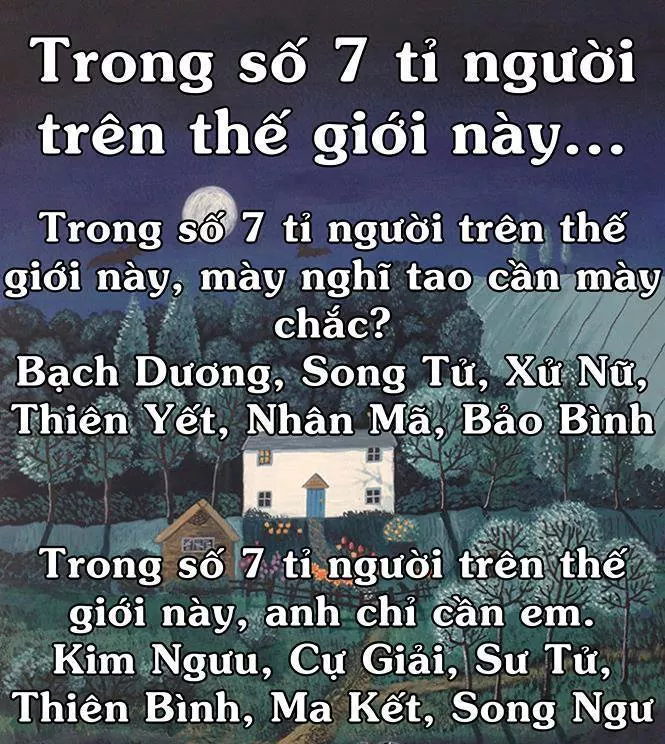 Trong số 7 tỉ người
trên thế giới này...
Trong số 7 tỉ người trên thế
giới này, mày nghĩ tao cần mày
chắc?
Bạch Dương, Song Tử, Xử Nữ,
Thiên Yết, Nhân Mã, Bảo Bình
Trong số 7 tỉ người trên thế
giới này, anh chỉ cần em.
Kim Ngưu, Cự Giải, Sư Tử,
Thiên Bình, Ma Kết, Song Ngư